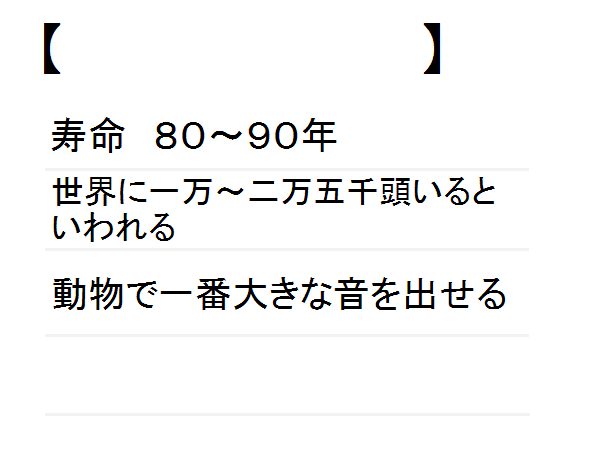 【　　　　　　　　】
寿命　８０～９０年
世界に一万～二万五千頭いると
いわれる
動物で一番大きな音を出せる